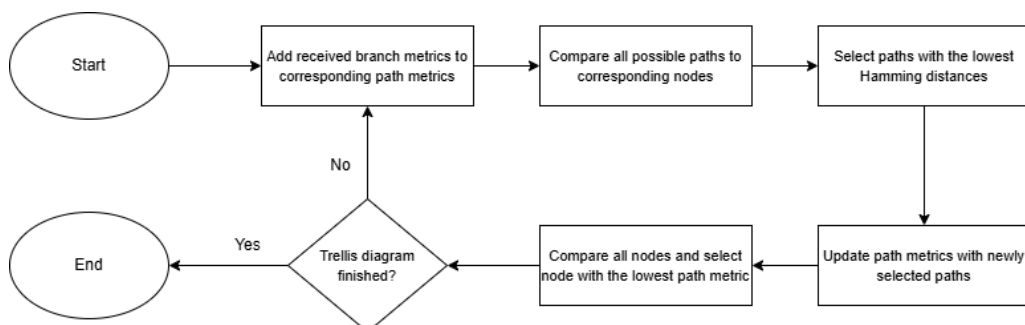 Start
Add received branch metrics to
corresponding path metrics
Compare all possible paths to
corresponding nodes
Select paths with the lowest
Hamming distances
No
End
Yes
Trellis diagram
finished?
Compare all nodes and select
node with the lowest path metric
Update path metrics with newly
selected paths